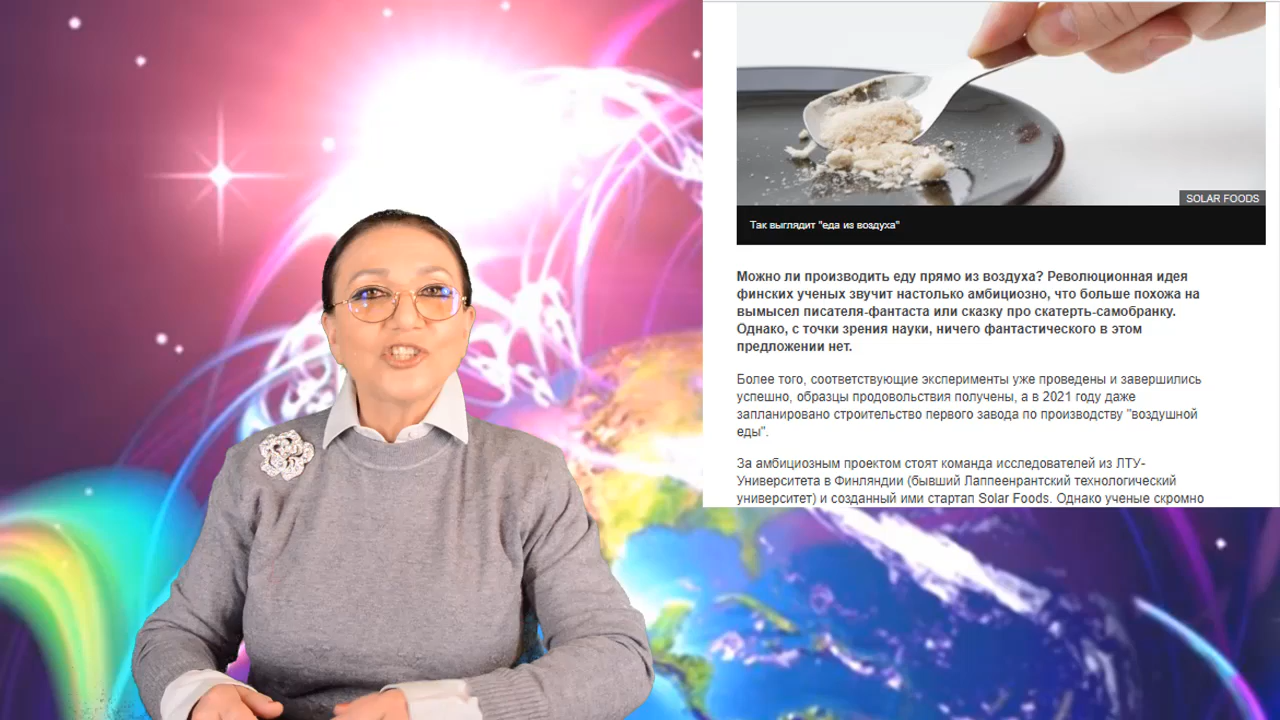 SOLAR FOODS
Так выглядит "еда из воздуха"
Можно ли производить еду прямо из воздуха? Революционная идея
финских ученых звучит настолько амбициозно, что больше похожа на
вымысел писателя-фантаста или сказку про скатерть-самобранку.
Однако, с точки зрения науки, ничего фантастического в этом
предложении нет.
Более того, соответствующие эксперименты уже проведены и завершились
успешно, образцы продовольствия получены, а в 2021 году даже
запланировано строительство первого завода по производству "воздушной
еды".
За амбициозным проектом стоят команда исследователей из ЛТУ-
Университета в Финляндии (бывший Лаппеенрантский технологический
университет) и созданный ими стартап Solar Foods. Однако ученые скромно